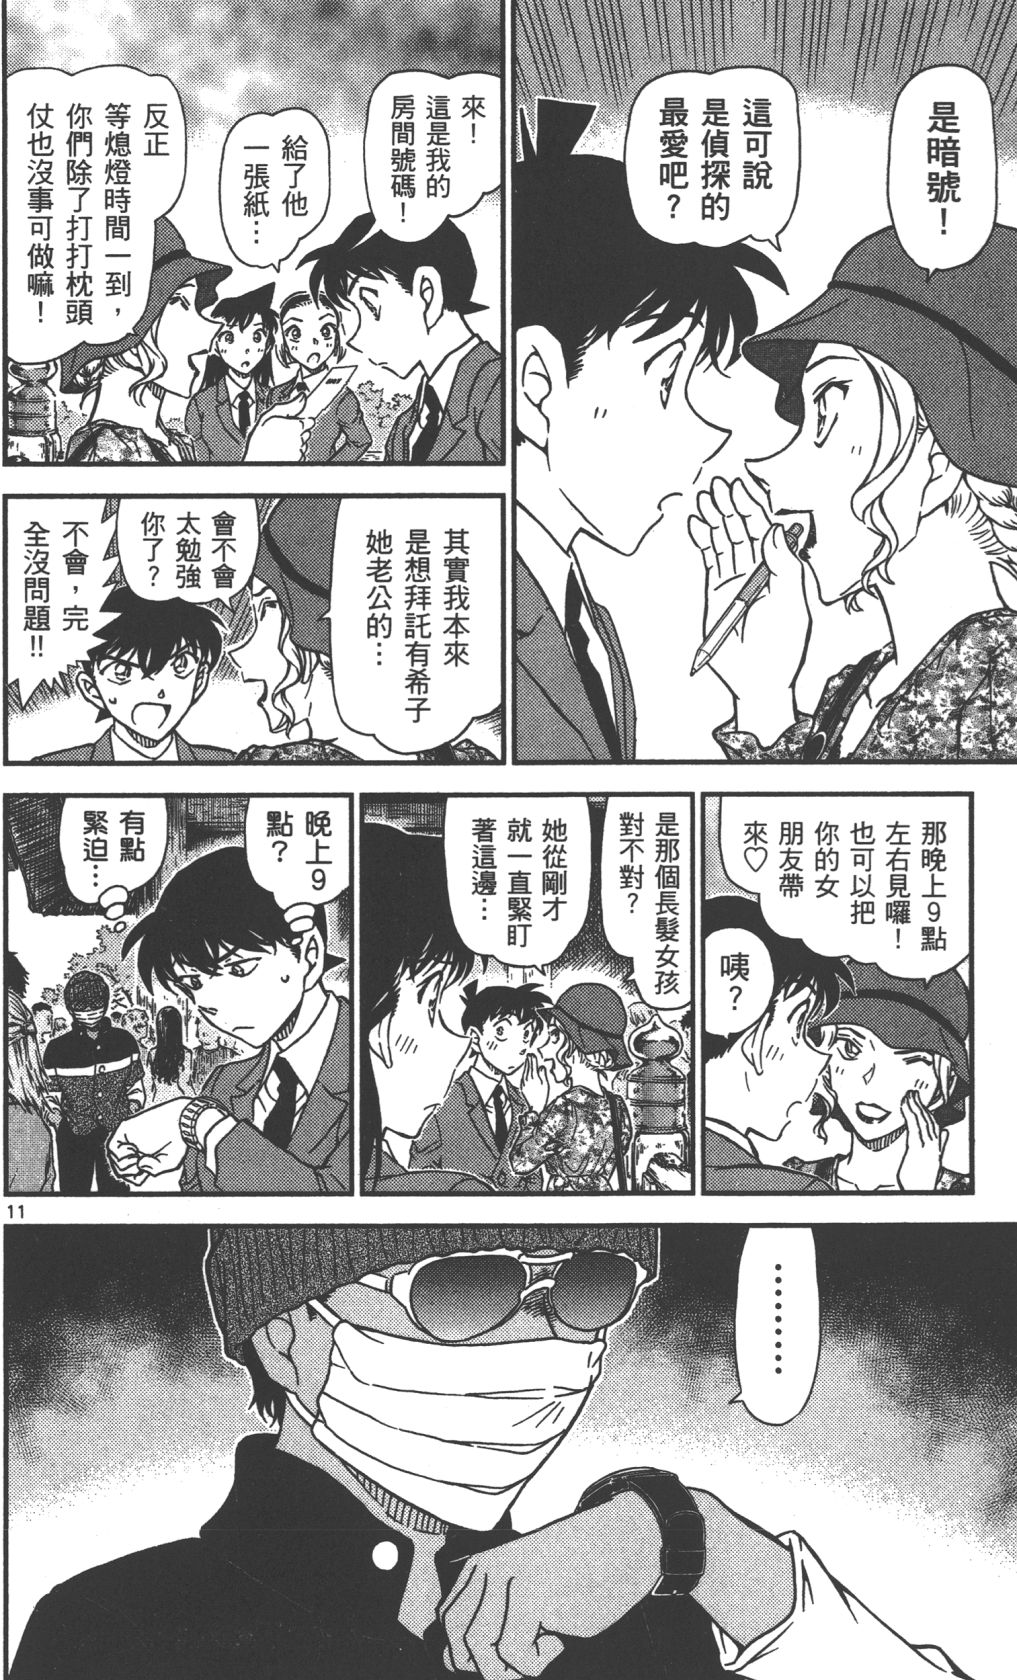 是暗號！
這可說
是偵探的
最愛吧？
來！
這是我的
房間號碼！
給了他
一張紙…
反正
等熄燈時間一到，
你們除了打打枕頭
仗也沒事可做嘛！
其實我本來
是想拜託有希子
她老公的…
會不會
太勉強
你了？
不會，完
全沒問題!!
那晚上9點
左右見囉！
也可以把
你的女
朋友帶
來♡
咦？
是那個長髮女孩
對不對？
她從剛才
就一直緊盯
著這邊…
晚上9
點？
有點
緊迫…
11
………